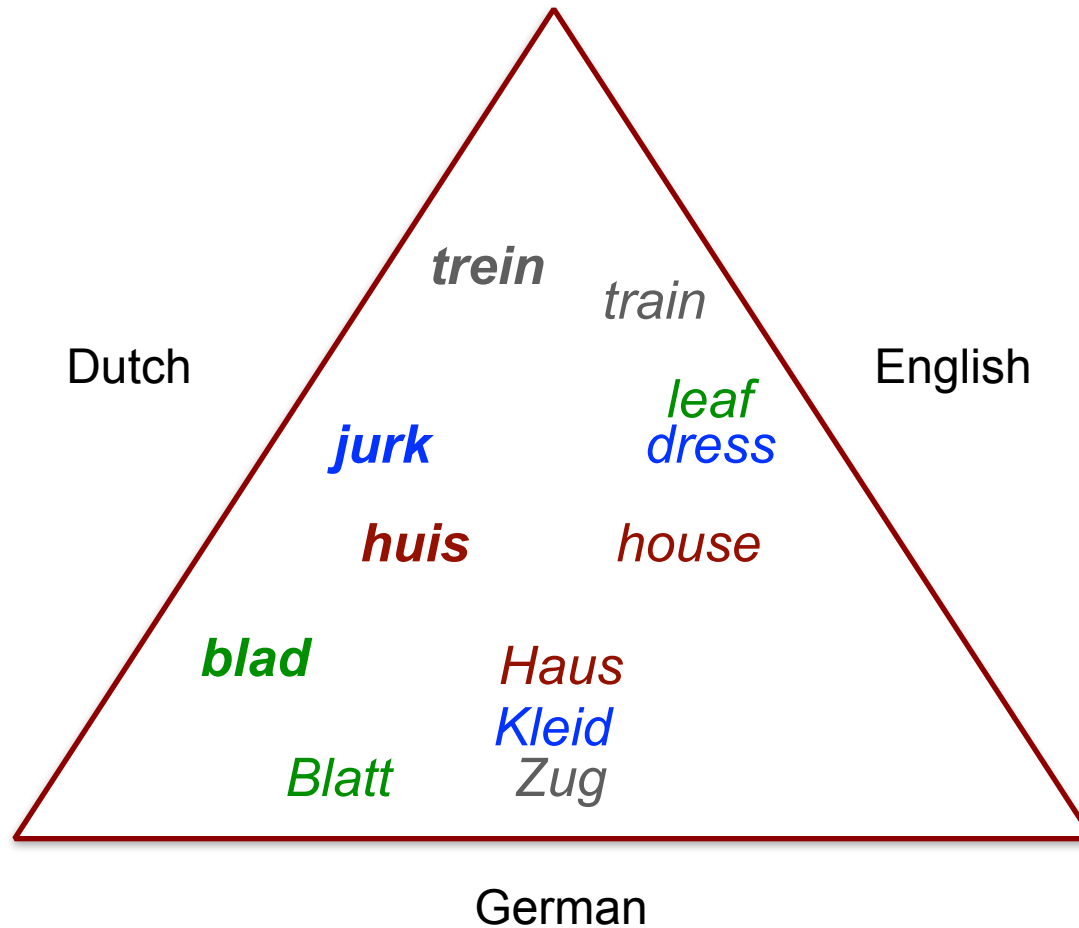 trein
train
Dutch
English
leaf
jurk
dress
huis
house
blad
Haus
Kleid
Blatt
Zug
German